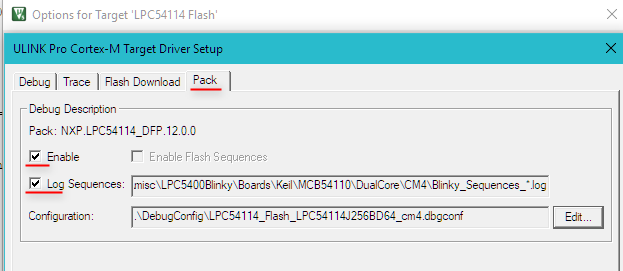 Options for Target 'LPC54114 Flash'
ULINK Pro Cortex-M Target Driver Setup
Debug Trace Flash Download Pack
Debug Description
Pack: NXP.LPC54114_DFP.12.0.0
Enable Enable Flash Sequences
Log Sequences: misc\LPC5400Blinky\Boards\Keil\MCB54110\DualCore\CM4\Blinky_Sequences_*.log
Configuration: .\DebugConfig\LPC54114_Flash_LPC54114J256BD64_cm4.dbgconf Edit...